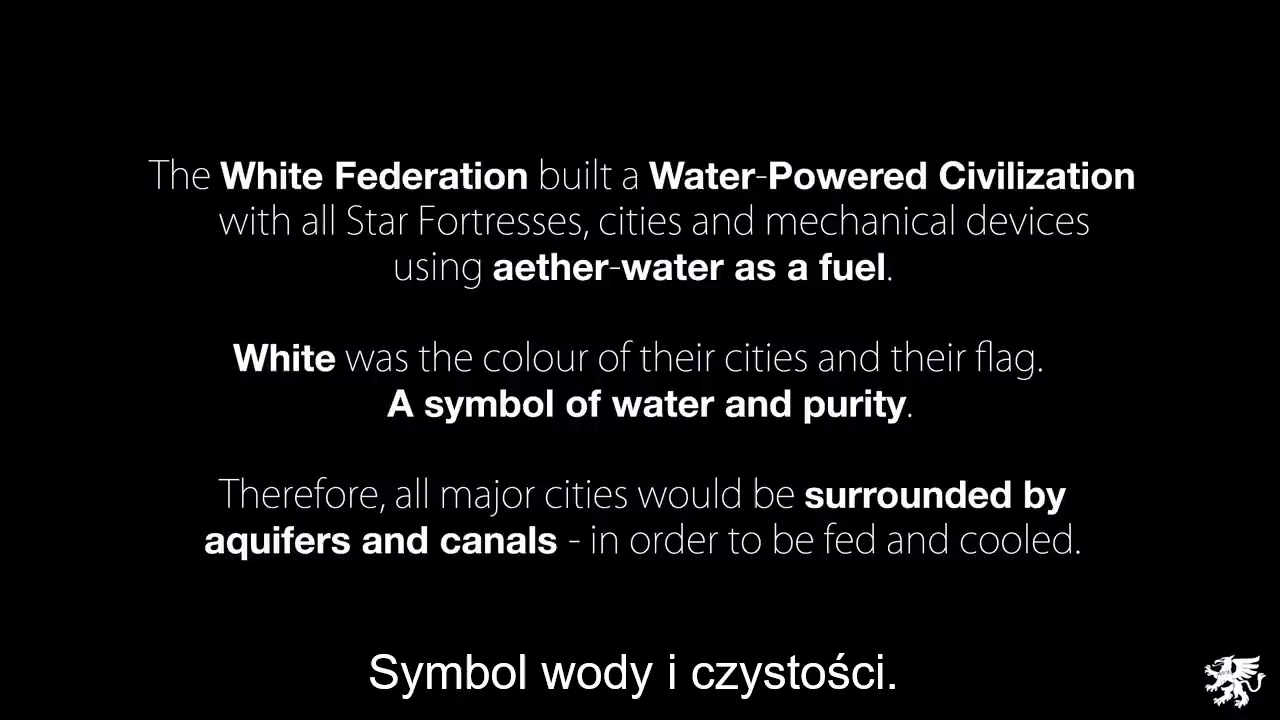 The White Federation built a Water-Powered Civilization
with all Star Fortresses, cities and mechanical devices
using aether-water as a fuel.
White was the colour of their cities and their flag.
A symbol of water and purity.
Therefore, all major cities would be surrounded by
aquifers and canals - in order to be fed and cooled.
Symbol wody i czystości.